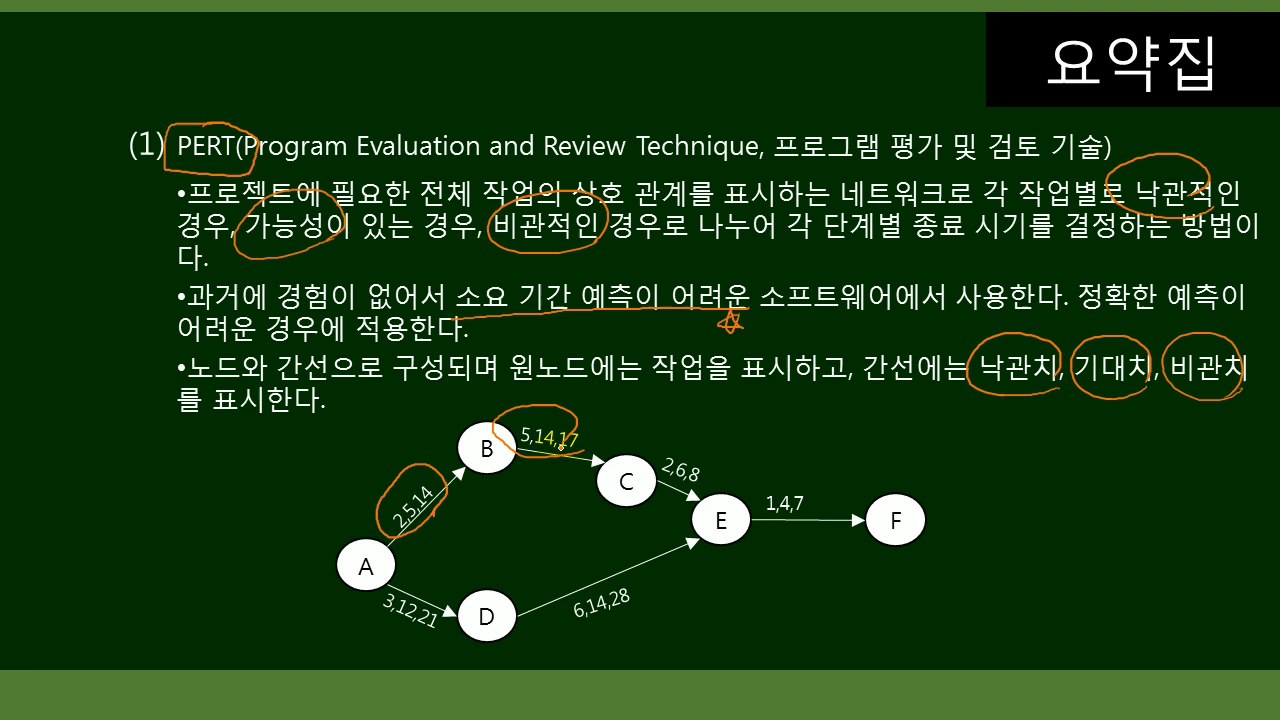 요약집
(1) PERT(Program Evaluation and Review Technique, 프로그램 평가 및 검토 기술)
•프로젝트에 필요한 전체 작업의 상호 관계를 표시하는 네트워크로 각 작업별로 낙관적인
경우, 가능성이 있는 경우, 비관적인 경우로 나누어 각 단계별 종료 시기를 결정하는 방법이
다.
•과거에 경험이 없어서 소요 기간 예측이 어려운 소프트웨어에서 사용한다. 정확한 예측이
어려운 경우에 적용한다.
•노드와 간선으로 구성되며 원노드에는 작업을 표시하고, 간선에는 낙관치, 기대치, 비관치
를 표시한다.
B
5,14,17
C
2,6,8
2,5,14
E
1,4,7
F
A
3,12,21
D
6,14,28